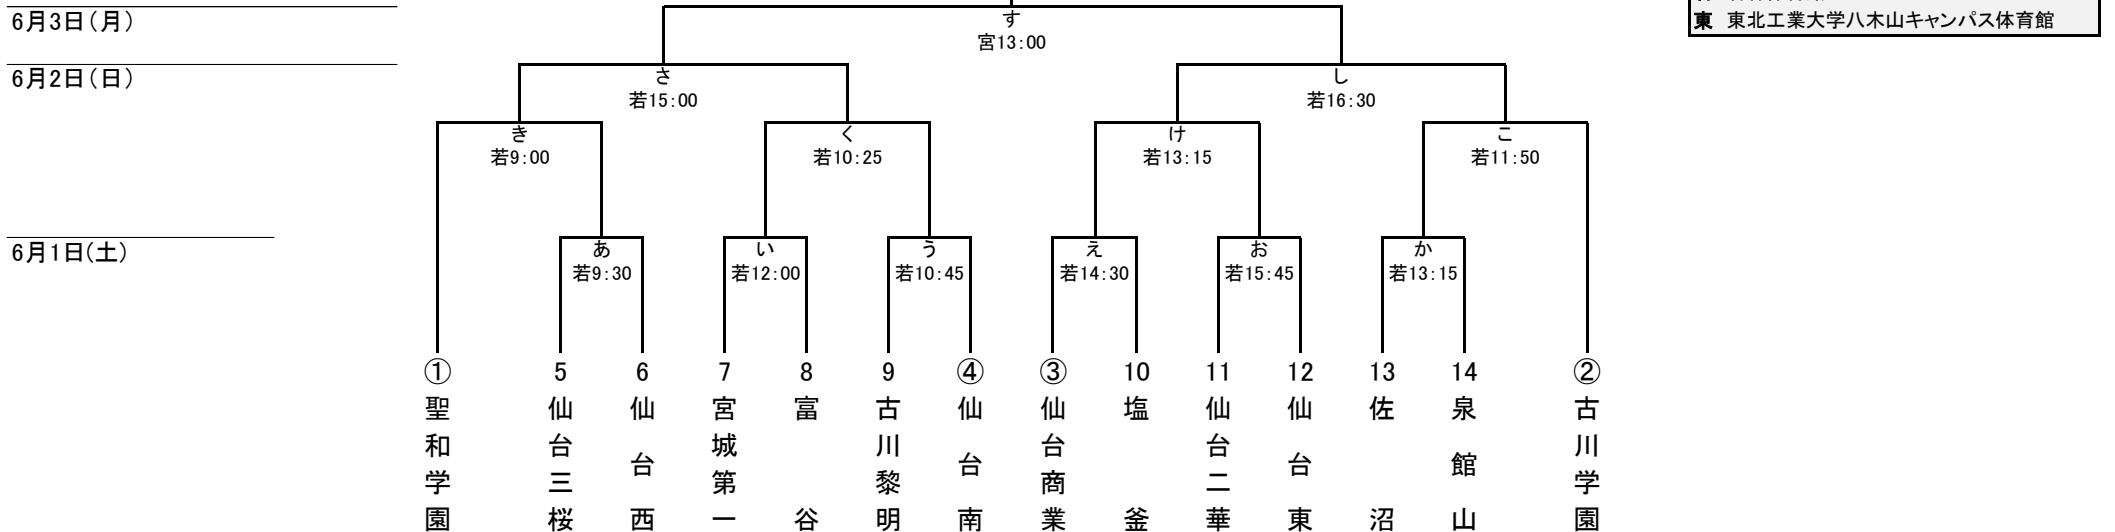 6月3日（月）
す
宮13：00
東 東北工業大学八木山キャンパス体育館
6月2日（日）
さ
若15：00
し
若16：30
き
若9：00
く
若10：25
け
若13：15
こ
若11：50
6月1日(土)
あ
若9：30
い
若12：00
う
若10：45
え
若14：30
お
若15：45
か
若13：15
① 5 6 7 8 9 ④ ③ 10 11 12 13 14 ②
聖和学園
仙台三桜
仙台西
宮城第一
富谷
古川黎明
仙台南
仙台商業
塩釜
仙台二華
仙台東
佐沼
泉館山
古川学園